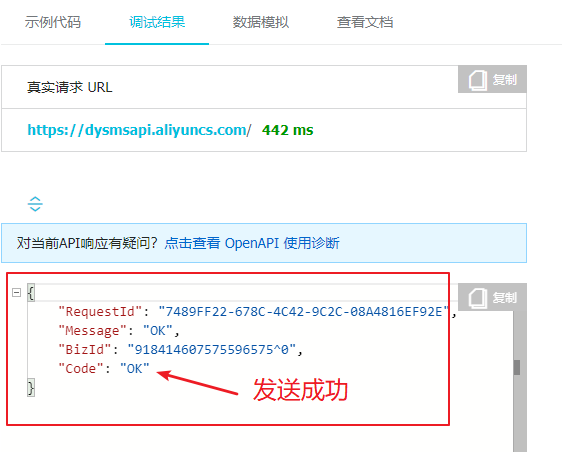 示例代码 调试结果 数据模拟 查看文档
复制
真实请求 URL
https://dysmsapi.aliyuncs.com/ 442 ms
对当前API响应有疑问？点击查看 OpenAPI 使用诊断
复制
{
"RequestId": "7489FF22-678C-4C42-9C2C-08A4816EF92E",
"Message": "OK",
"BizId": "918414607575596575^0",
"Code": "OK"
}
发送成功